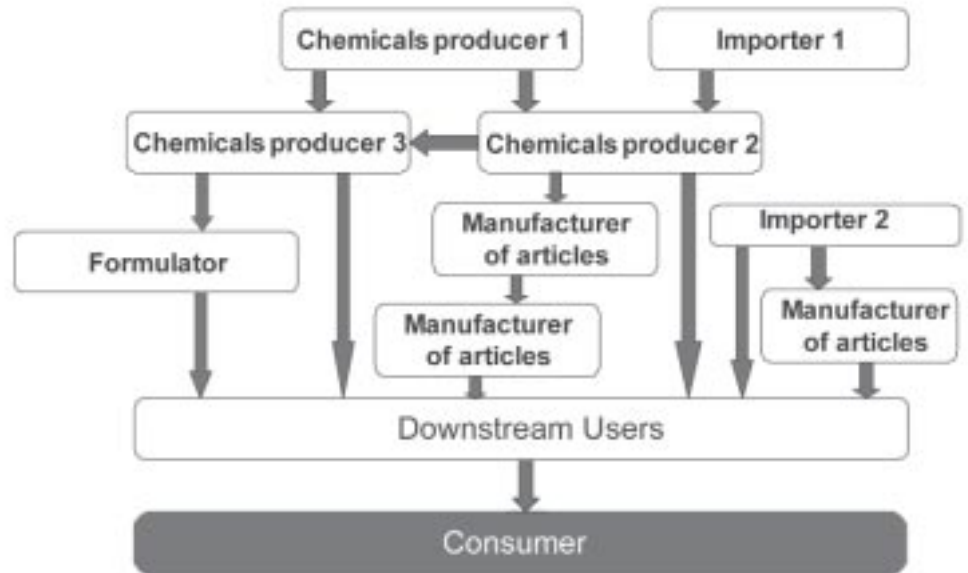 Chemicals producer 1
Importer 1
Chemicals producer 3
Chemicals producer 2
Manufacturer
of articles
Importer 2
Formulator
Manufacturer
of articles
Manufacturer
of articles
Downstream Users
Consumer